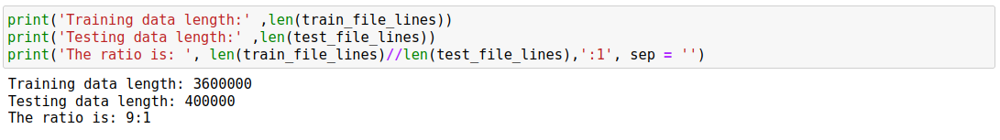 print('Training data length:' ,len(train_file_lines))
print('Testing data length:' ,len(test_file_lines))
print('The ratio is: ', len(train_file_lines)//len(test_file_lines),':1', sep = '')
Training data length: 3600000
Testing data length: 400000
The ratio is: 9:1